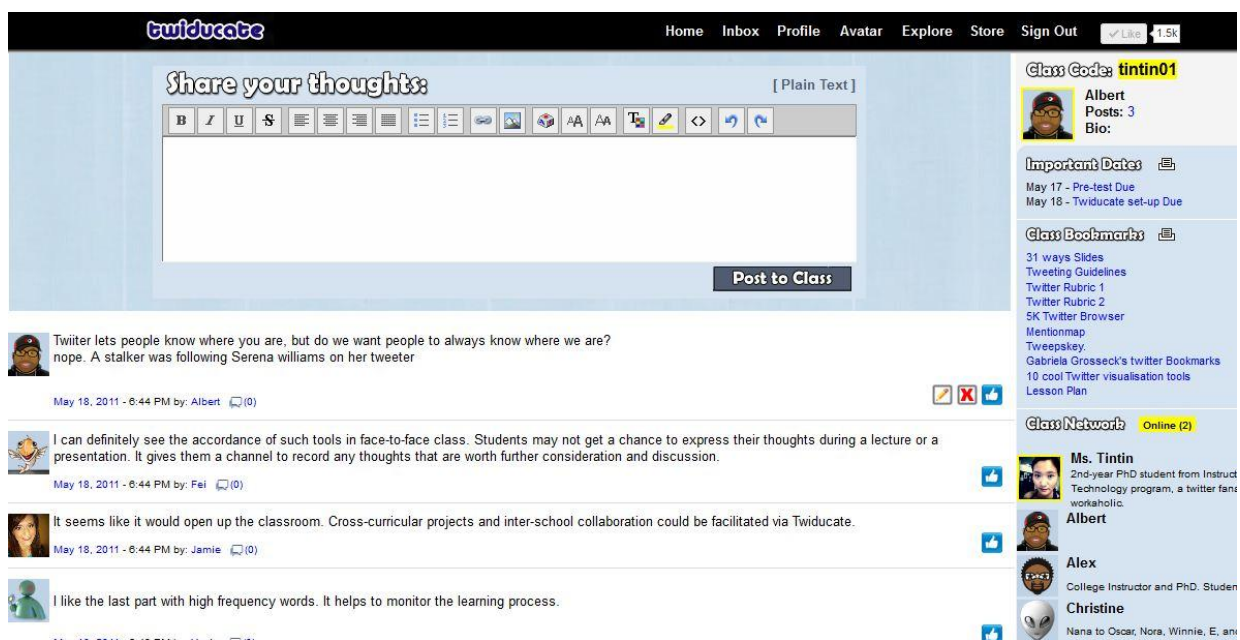 twiducate
Home Inbox Profile Avatar Explore Store Sign Out Like 1.5k
Share your thoughts:
[ Plain Text ]
B I U S
Post to Class
Twiiter lets people know where you are, but do we want people to always know where we are?
nope. A stalker was following Serena williams on her tweeter
May 18, 2011 - 6:44 PM by: Albert (0)
I can definitely see the accordance of such tools in face-to-face class. Students may not get a chance to express their thoughts during a lecture or a
presentation. It gives them a channel to record any thoughts that are worth further consideration and discussion.
May 18, 2011 - 6:44 PM by: Fei (0)
It seems like it would open up the classroom. Cross-curricular projects and inter-school collaboration could be facilitated via Twiducate.
May 18, 2011 - 6:44 PM by: Jamie (0)
I like the last part with high frequency words. It helps to monitor the learning process.
Class Code: tintin01
Albert
Posts: 3
Bio:
Important Dates
May 17 - Pre-test Due
May 18 - Twiducate set-up Due
Class Bookmarks
31 ways Slides
Tweeting Guidelines
Twitter Rubric 1
Twitter Rubric 2
5K Twitter Browser
Mentionmap
Tweepskey.
Gabriela Grosseck's twitter Bookmarks
10 cool Twitter visualisation tools
Lesson Plan
Class Network Online (2)
Ms. Tintin
2nd-year PhD student from Instruct
Technology program, a twitter fana
workaholic.
Albert
Alex
College Instructor and PhD. Studen
Christine
Nana to Oscar, Nora, Winnie, E, and